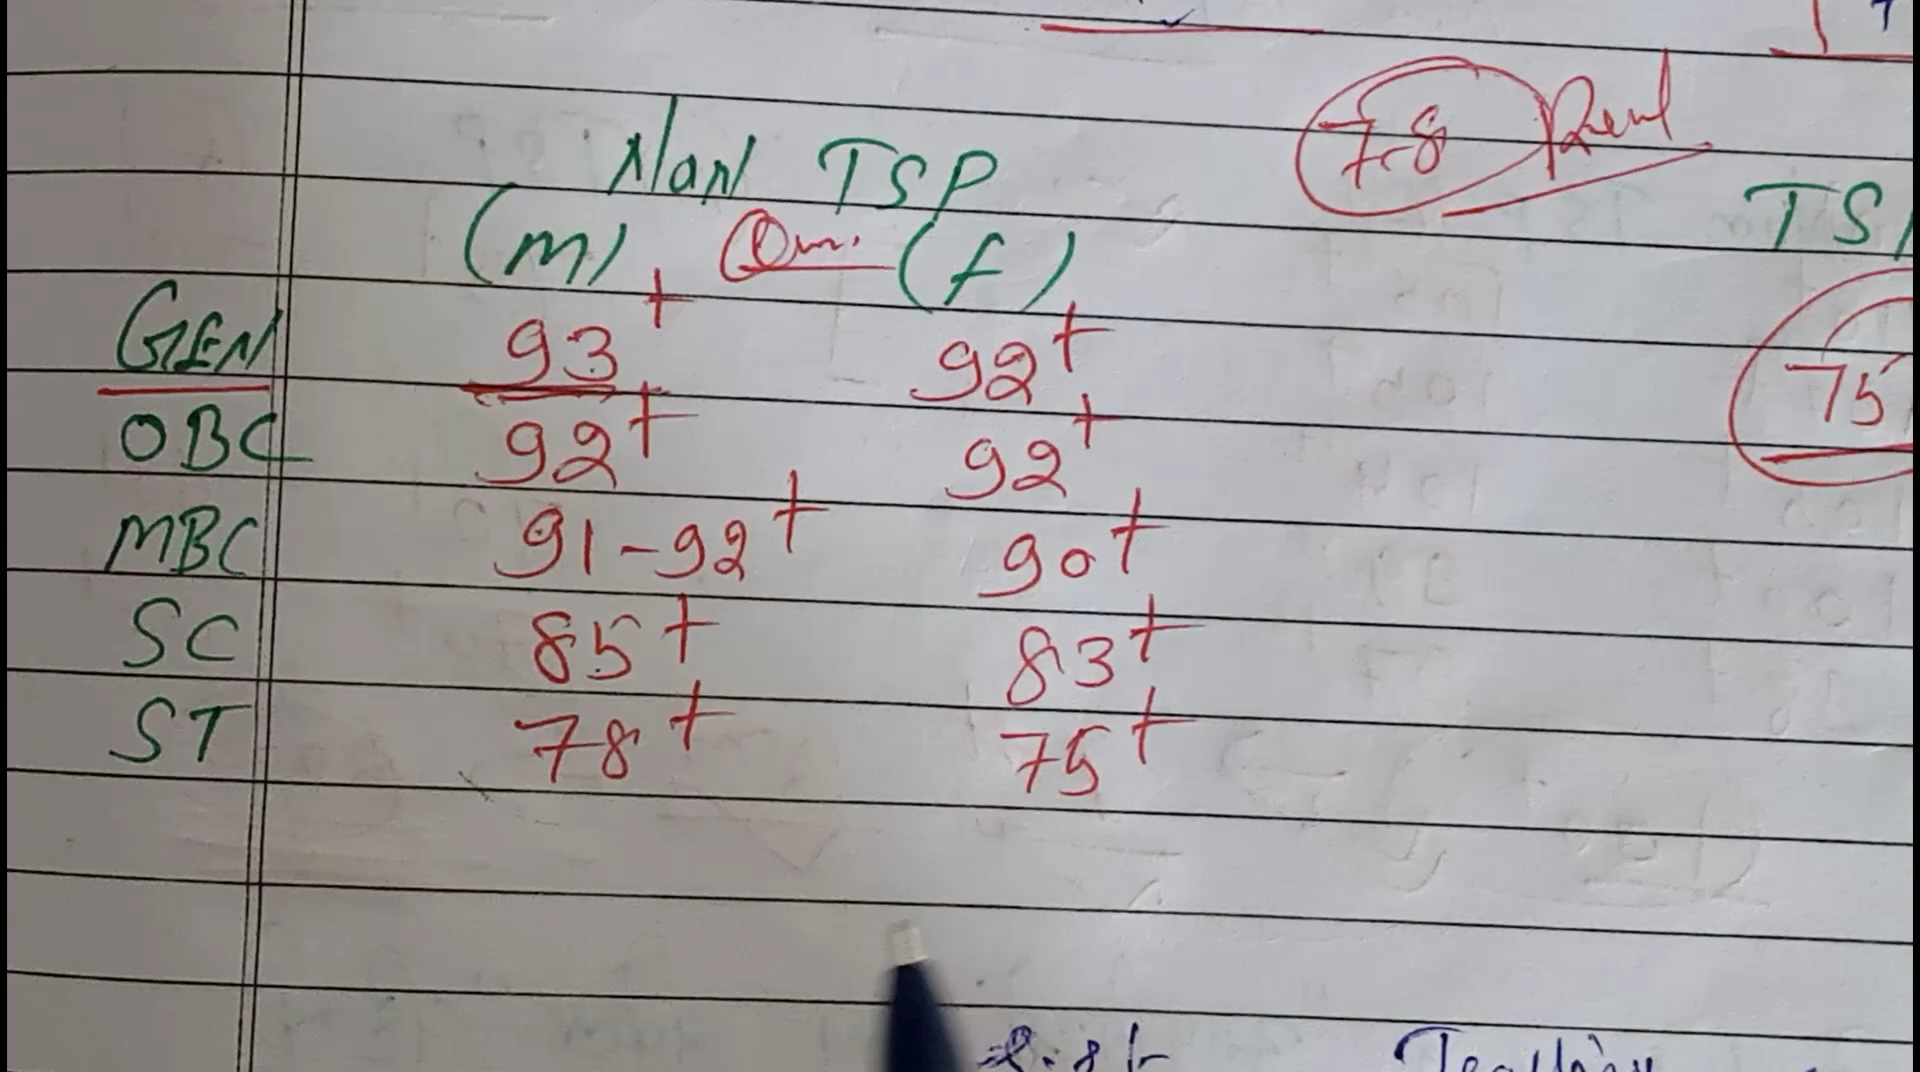 7-8
Nan TSP
TS
(m) (f)
GEN 93+ 92+
75
OBC 92+ 92+
MBC 91-92+ 90+
SC 85+ 83+
ST 78+ 75+